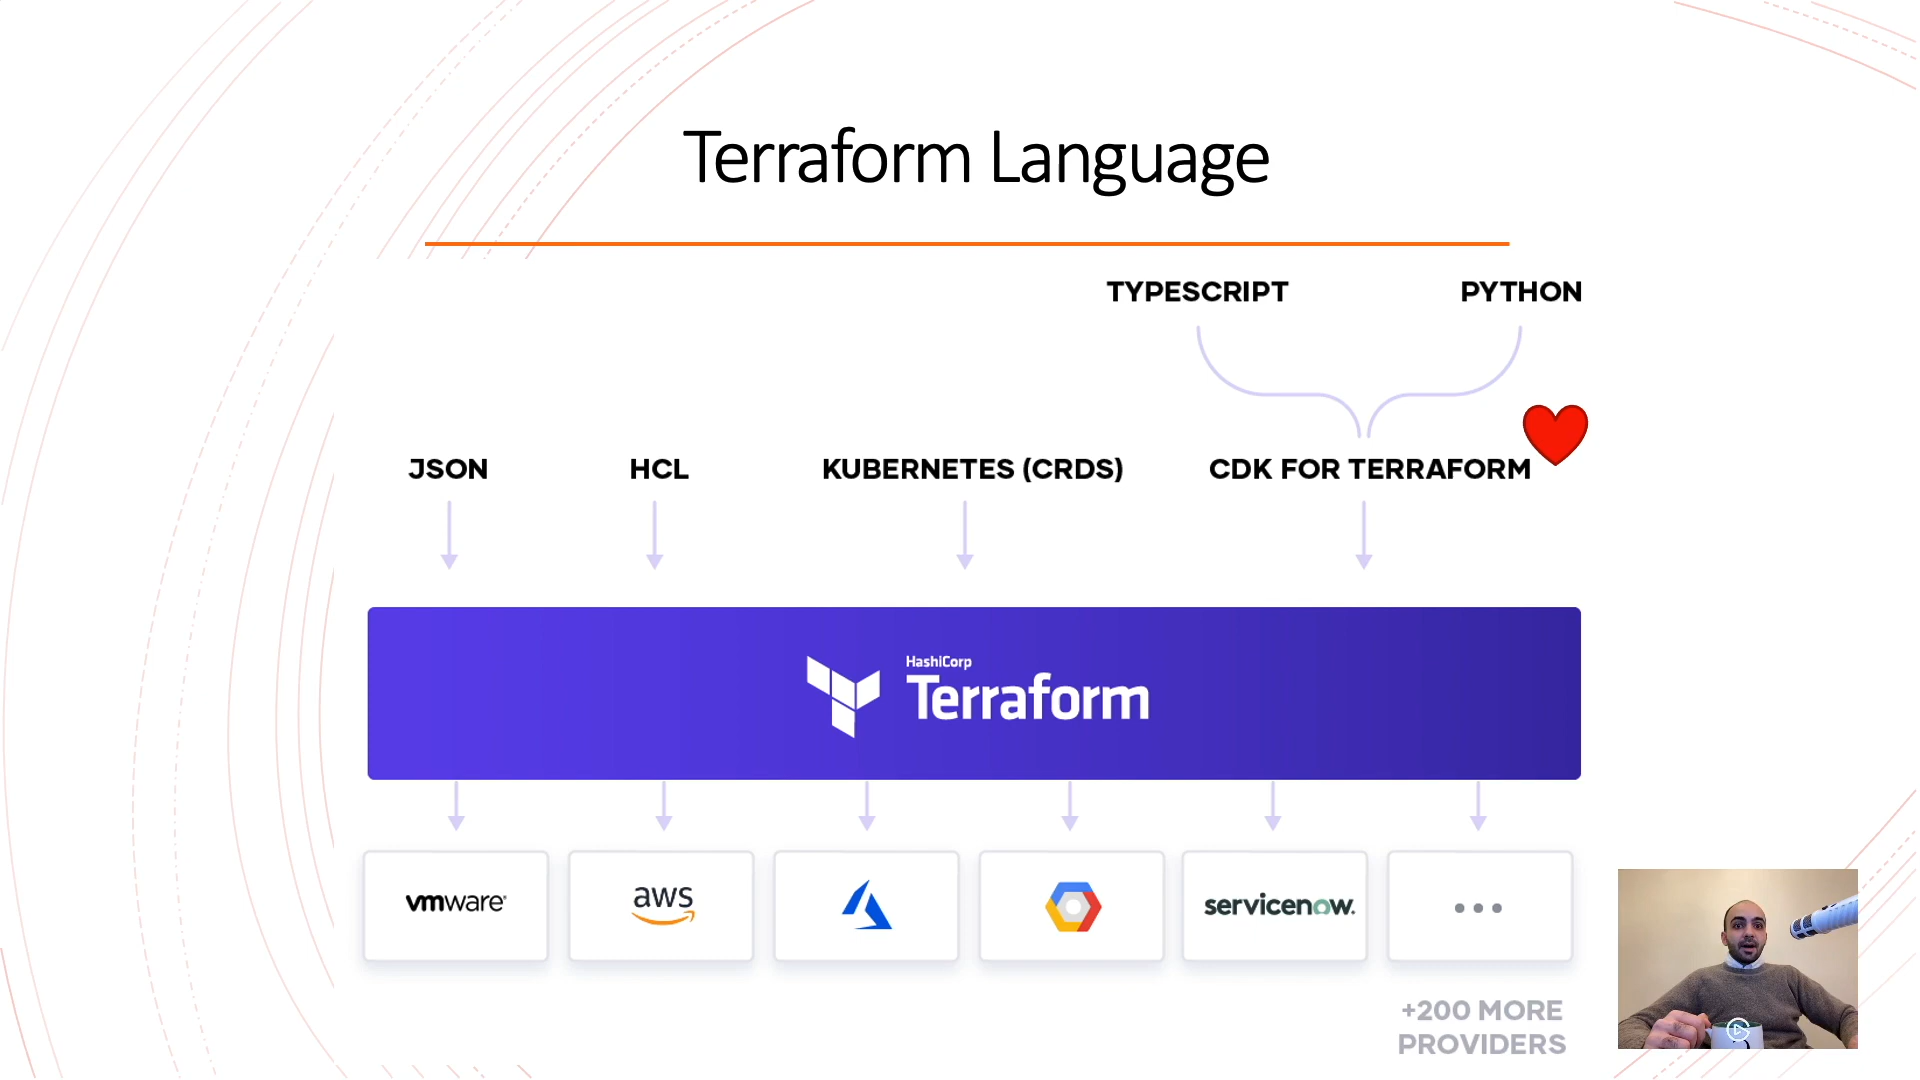 Terraform Language
TYPESCRIPT
PYTHON
JSON
HCL
KUBERNETES (CRDS)
CDK FOR TERRAFORM
HashiCorp
Terraform
vmware
aws
servicenow.
+200 MORE
PROVIDERS